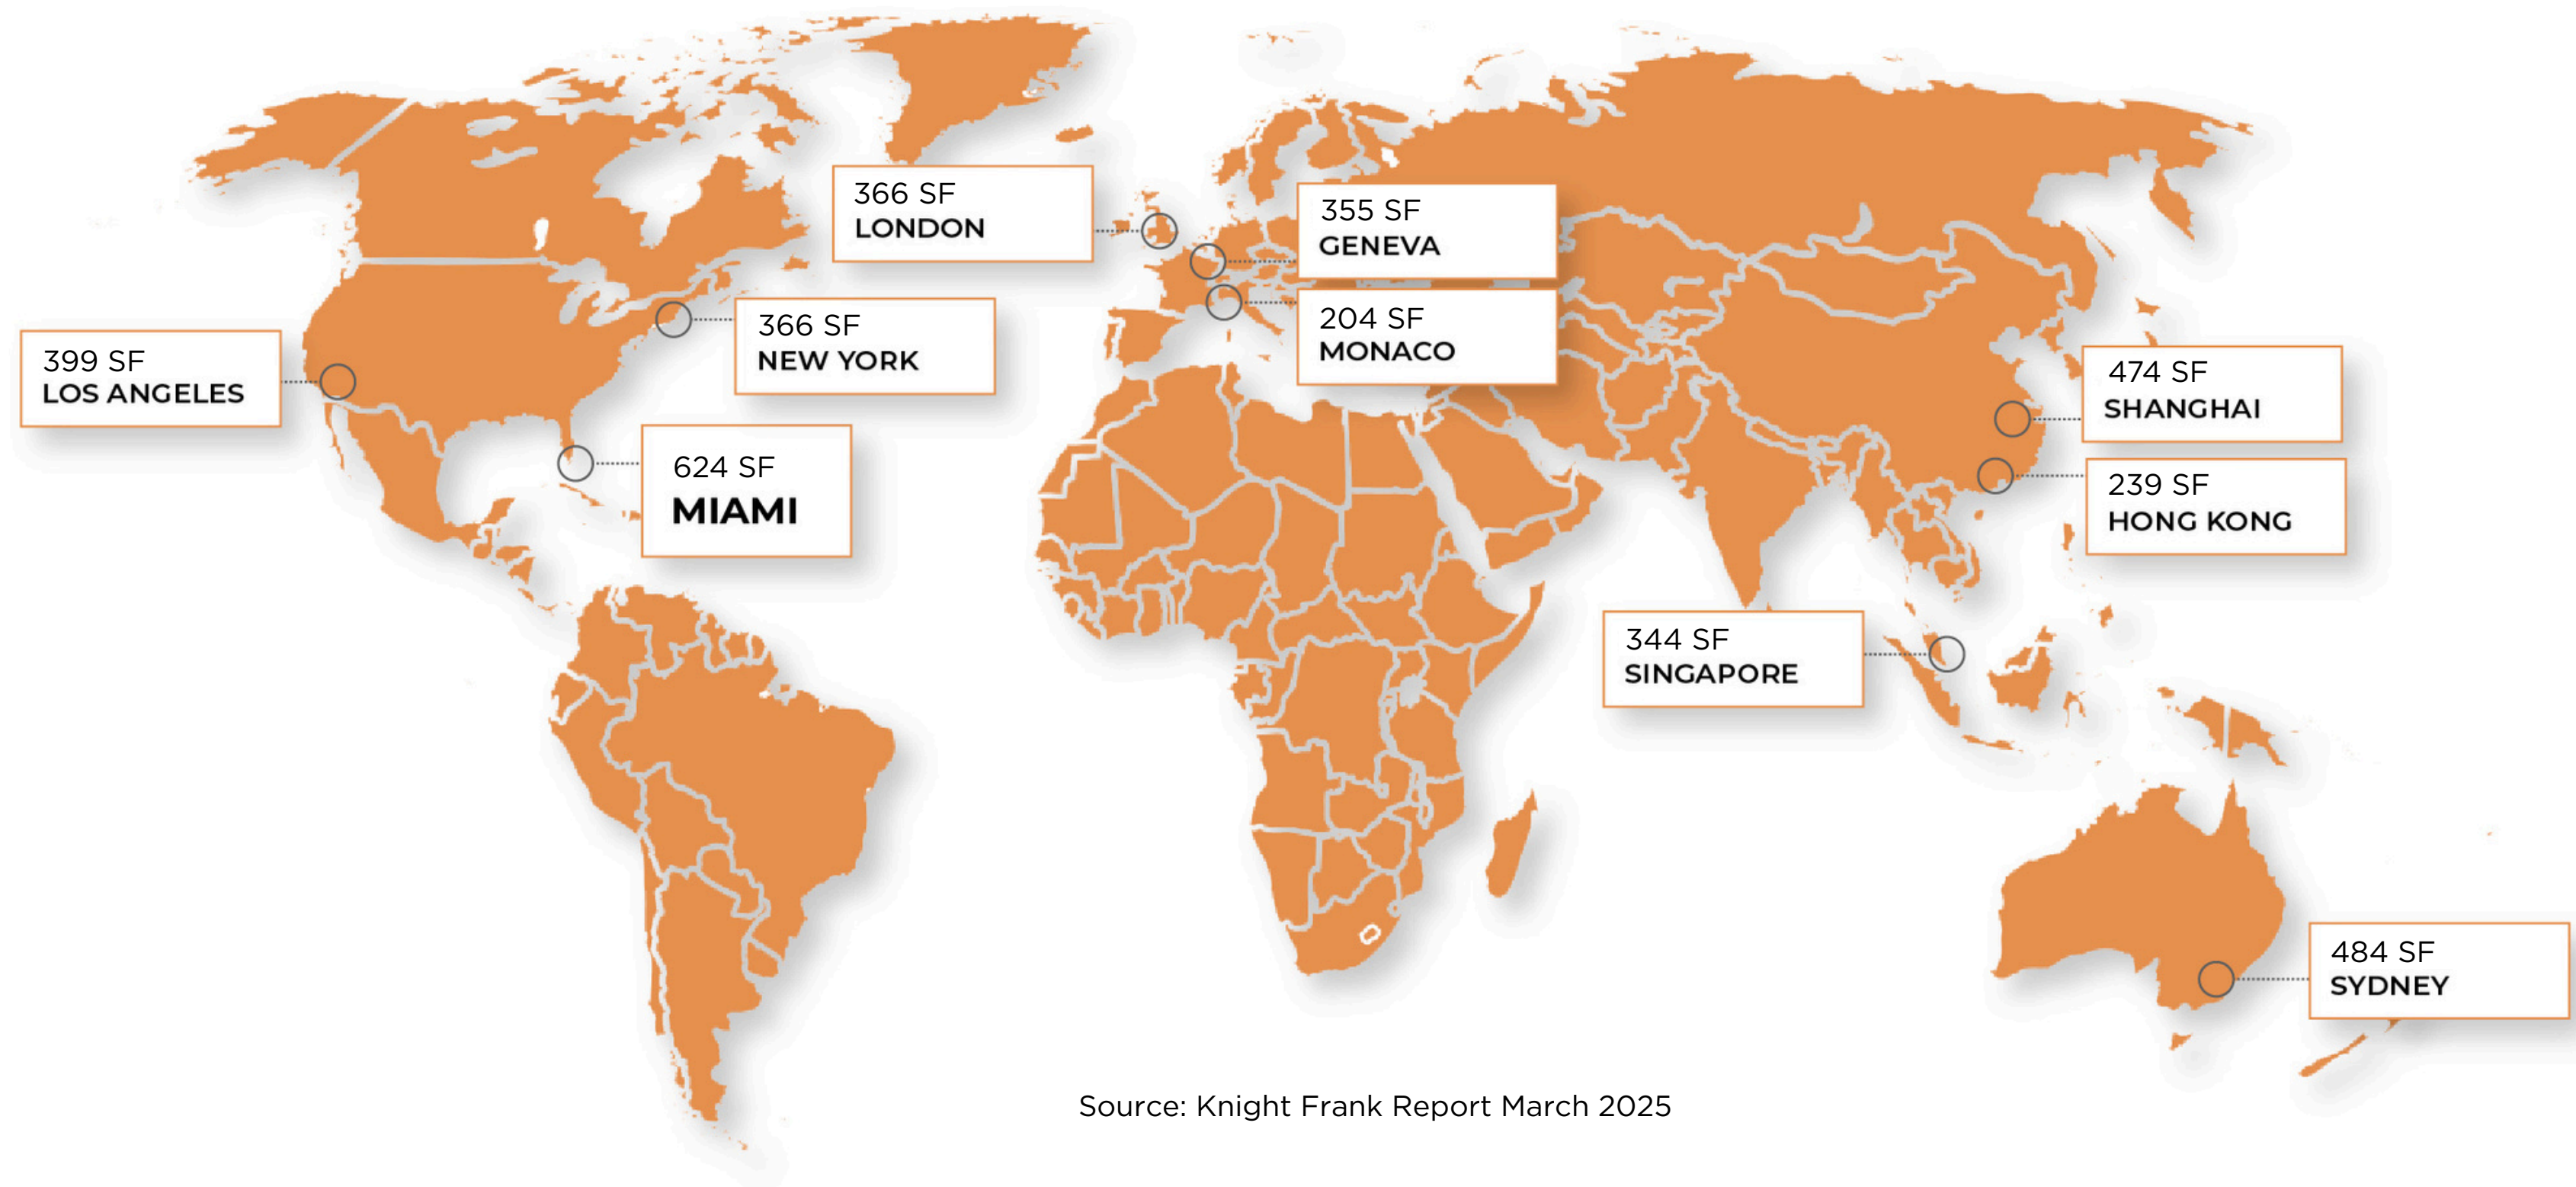 366 SF
LONDON
355 SF
GENEVA
366 SF
NEW YORK
204 SF
MONACO
399 SF
LOS ANGELES
474 SF
SHANGHAI
624 SF
MIAMI
239 SF
HONG KONG
344 SF
SINGAPORE
484 SF
SYDNEY
Source: Knight Frank Report March 2025